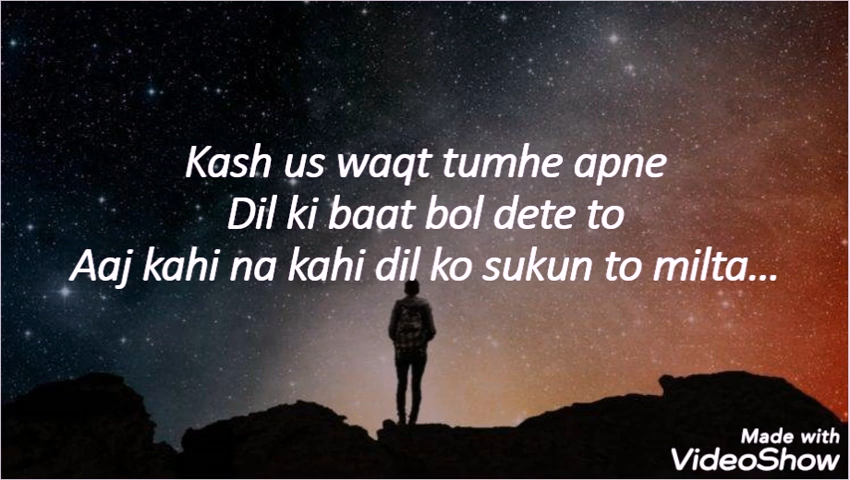 Kash us waqt tumhe apne
Dil ki baat bol dete to
Aaj kahi na kahi dil ko sukun to milta...
Made with
VideoShow